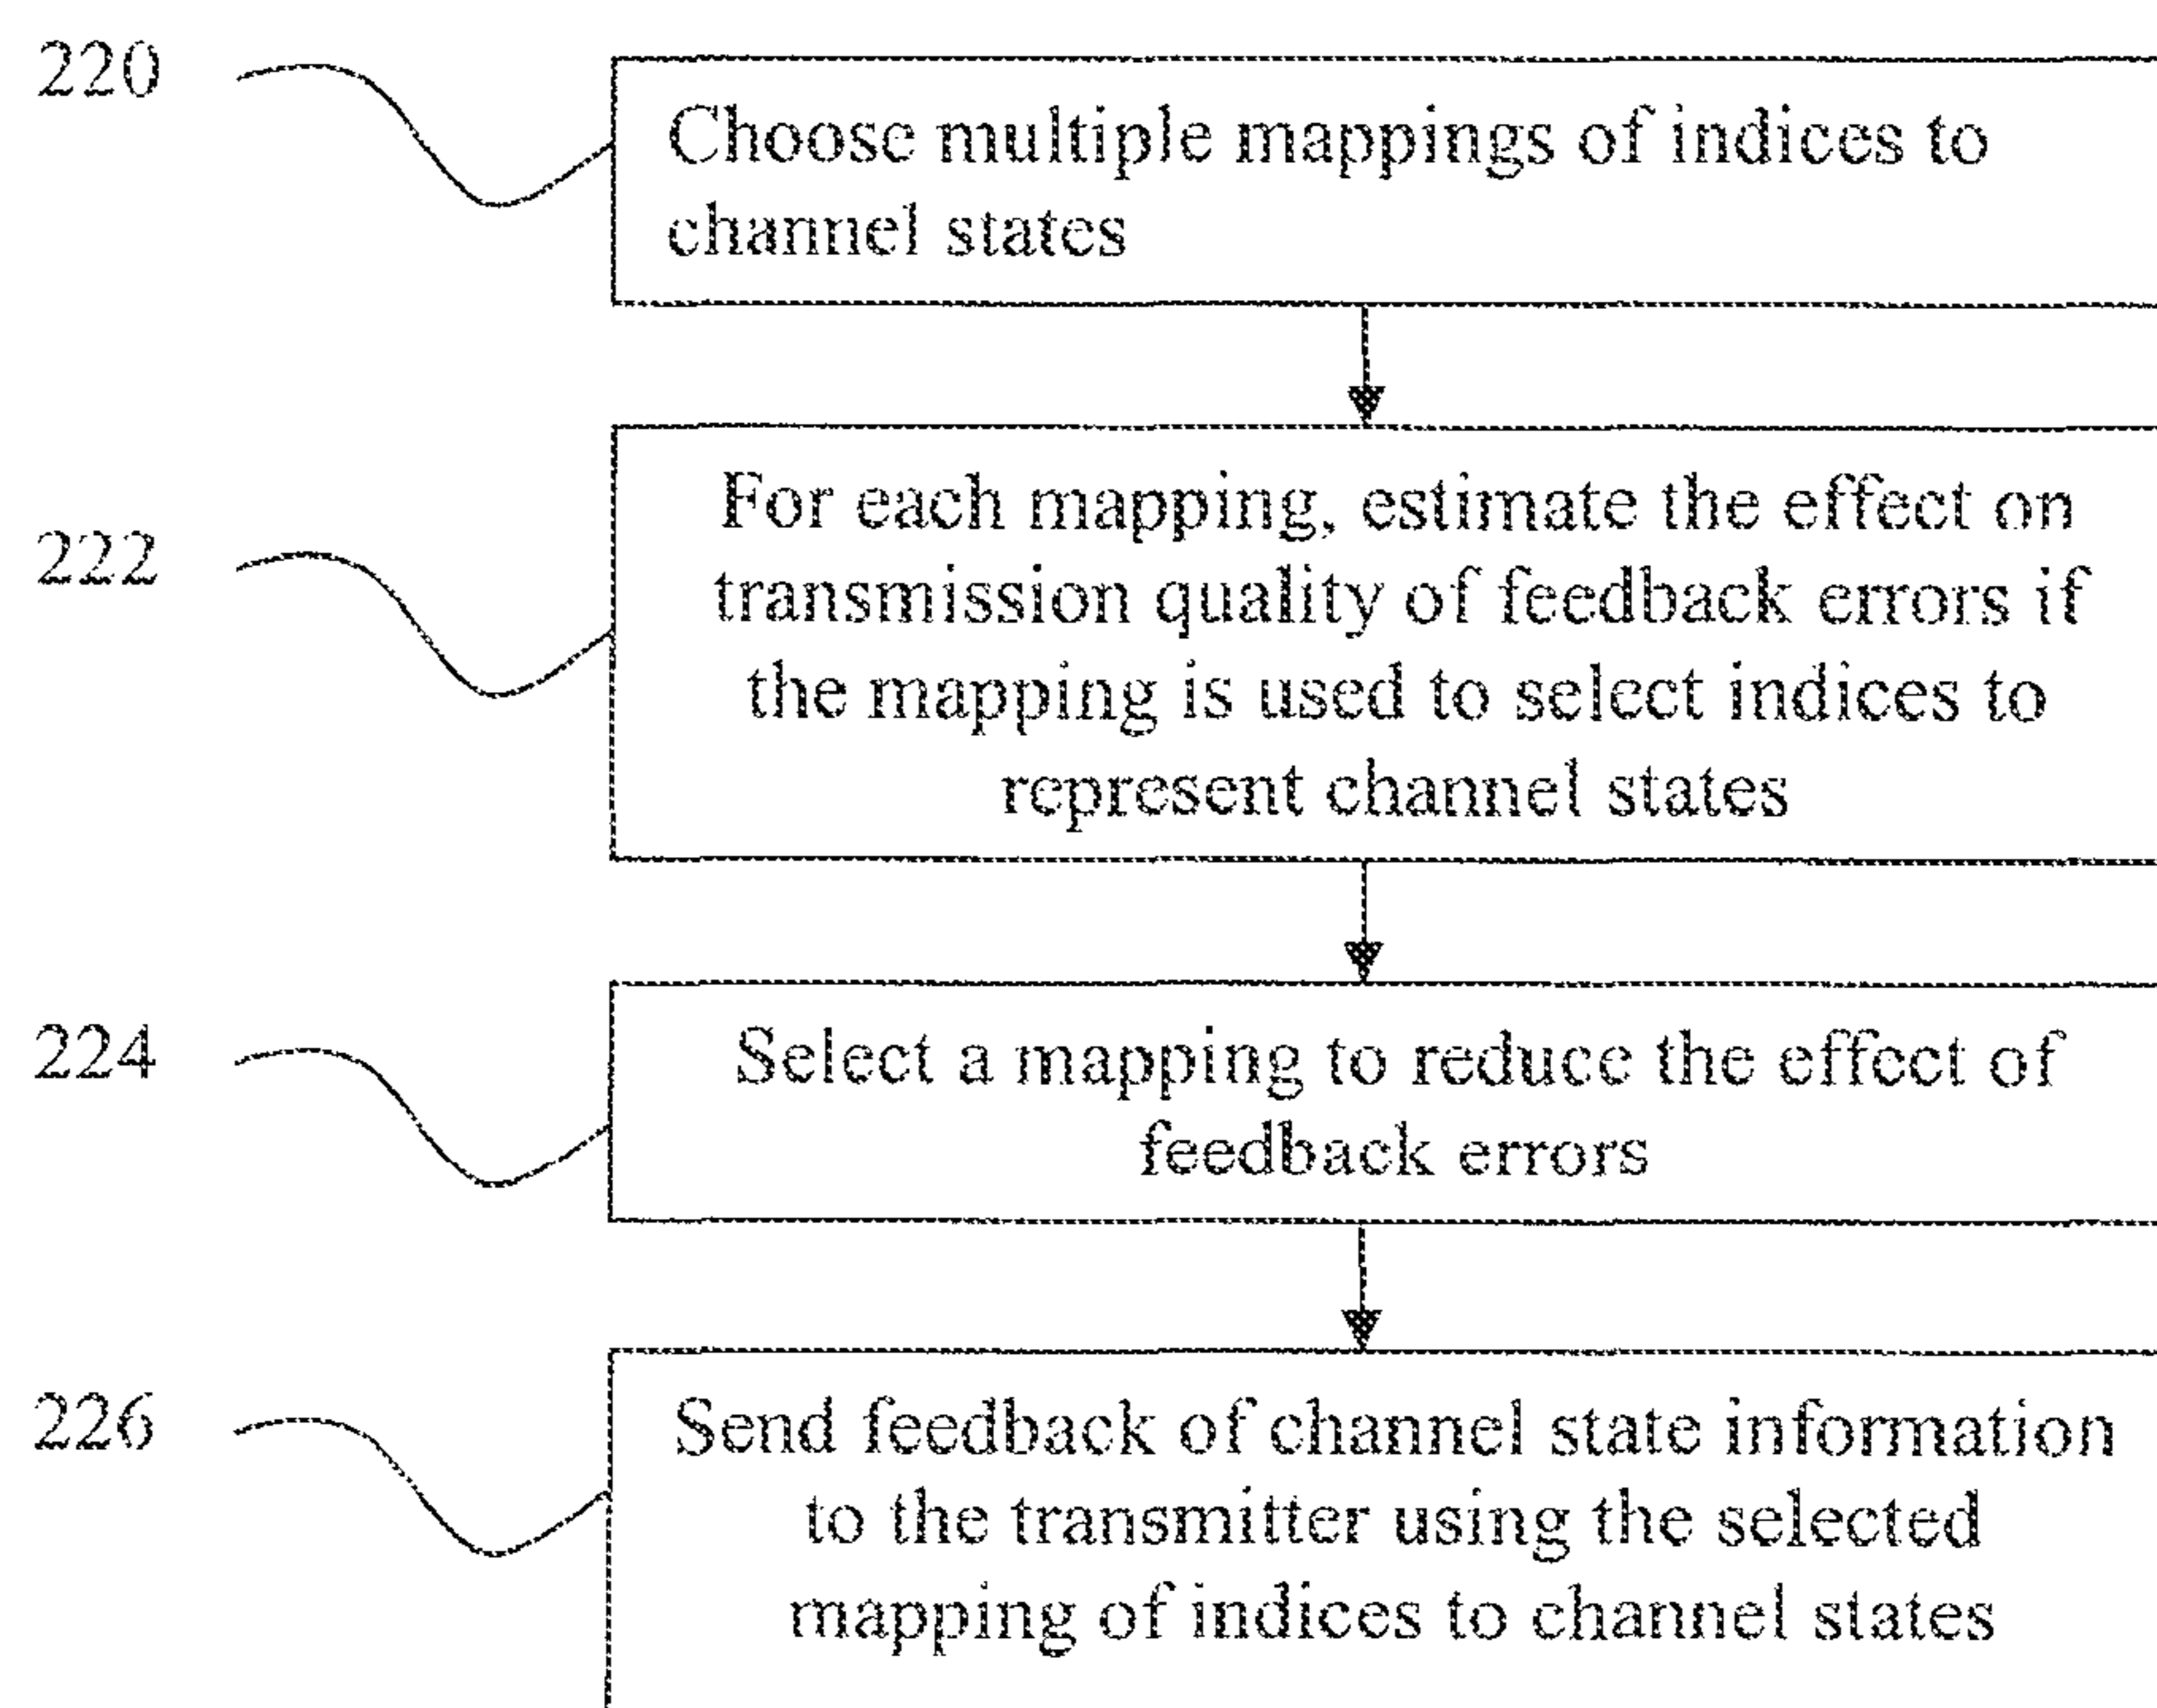 220
Choose multiple mappings of indices to
channel states
222
For each mapping, estimate the effect on
transmission quality of feedback errors if
the mapping is used to select indices to
represent channel states
224
Select a mapping to reduce the effect of
feedback errors
226
Send feedback of channel state information
to the transmitter using the selected
mapping of indices to channel states